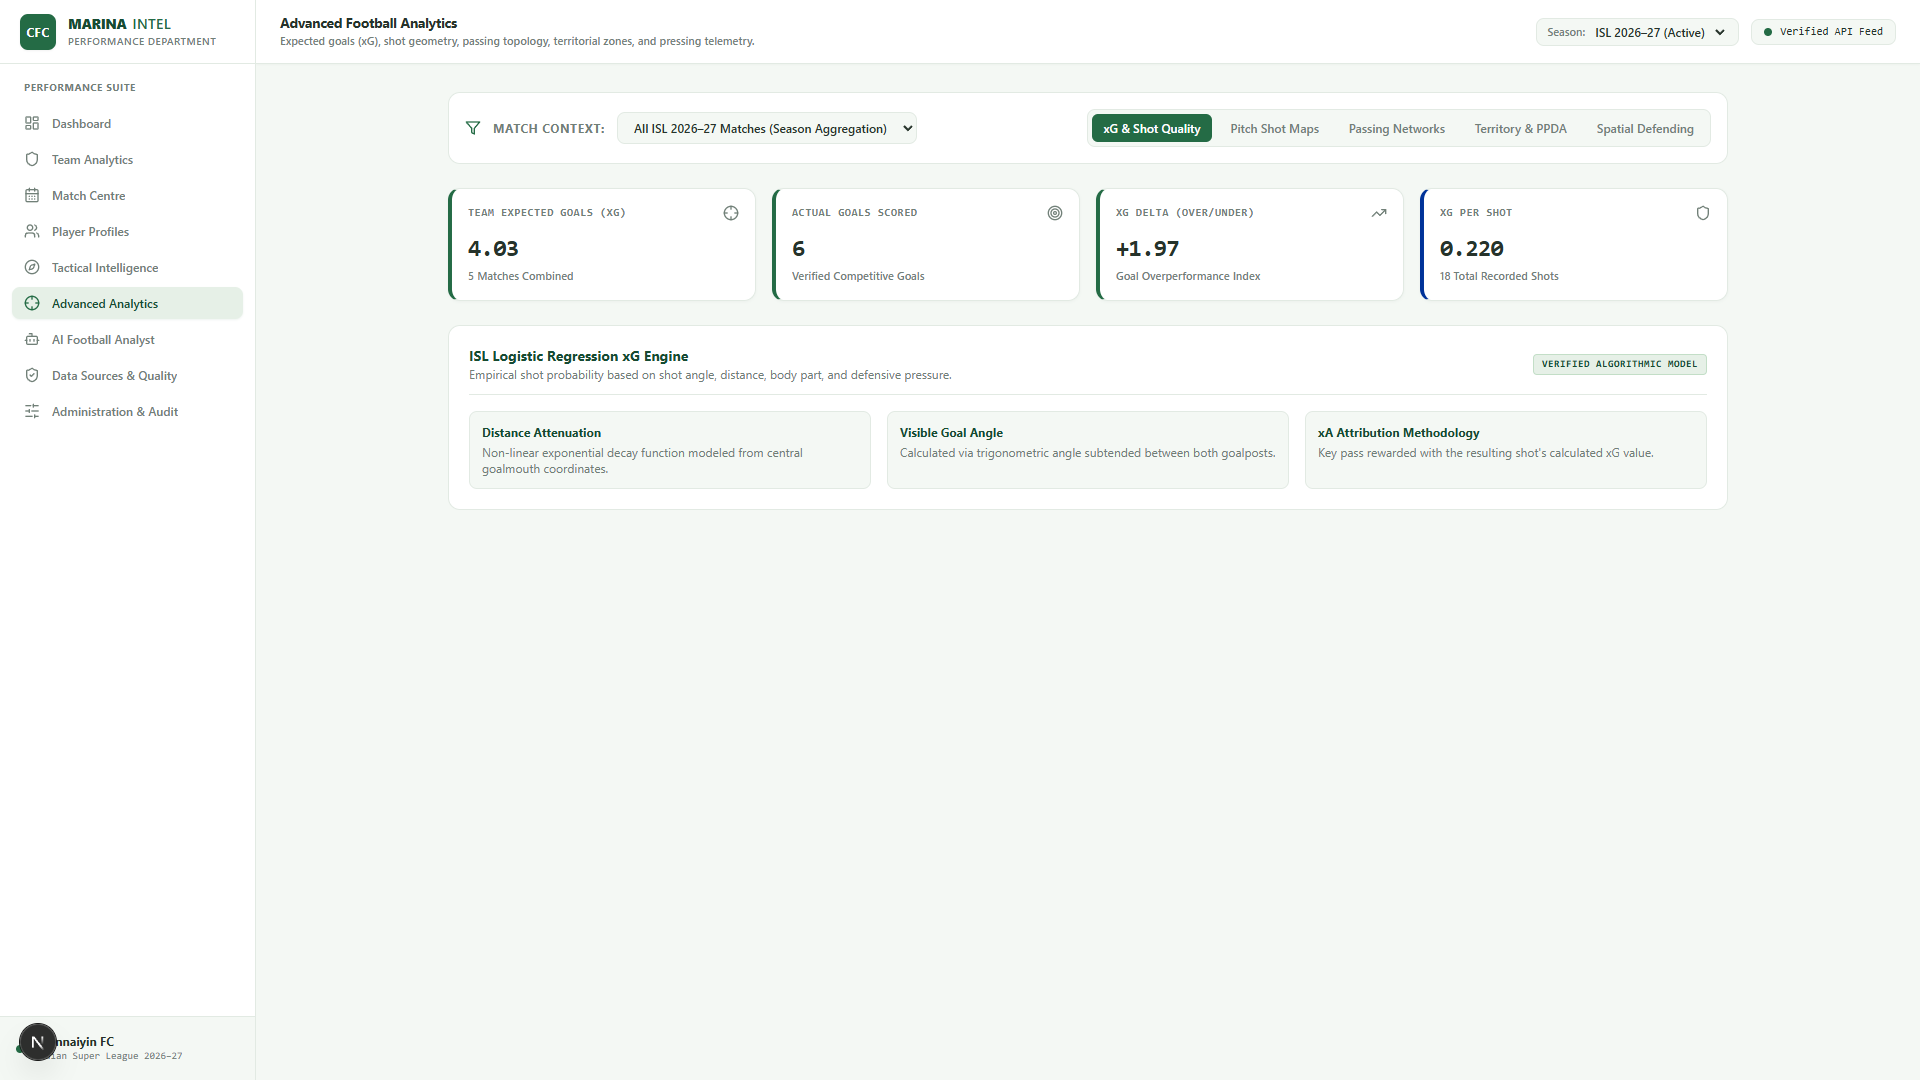 CFC
MARINA INTEL
PERFORMANCE DEPARTMENT
PERFORMANCE SUITE
Dashboard
Team Analytics
Match Centre
Player Profiles
Tactical Intelligence
Advanced Analytics
AI Football Analyst
Data Sources & Quality
Administration & Audit
N
nnaiyin FC
ian Super League 2026–27
Advanced Football Analytics
Expected goals (xG), shot geometry, passing topology, territorial zones, and pressing telemetry.
Season: ISL 2026–27 (Active)
Verified API Feed
MATCH CONTEXT:
All ISL 2026–27 Matches (Season Aggregation)
xG & Shot Quality
Pitch Shot Maps
Passing Networks
Territory & PPDA
Spatial Defending
TEAM EXPECTED GOALS (XG)
4.03
5 Matches Combined
ACTUAL GOALS SCORED
6
Verified Competitive Goals
XG DELTA (OVER/UNDER)
+1.97
Goal Overperformance Index
XG PER SHOT
0.220
18 Total Recorded Shots
ISL Logistic Regression xG Engine
Empirical shot probability based on shot angle, distance, body part, and defensive pressure.
VERIFIED ALGORITHMIC MODEL
Distance Attenuation
Non-linear exponential decay function modeled from central
goalmouth coordinates.
Visible Goal Angle
Calculated via trigonometric angle subtended between both goalposts.
xA Attribution Methodology
Key pass rewarded with the resulting shot's calculated xG value.